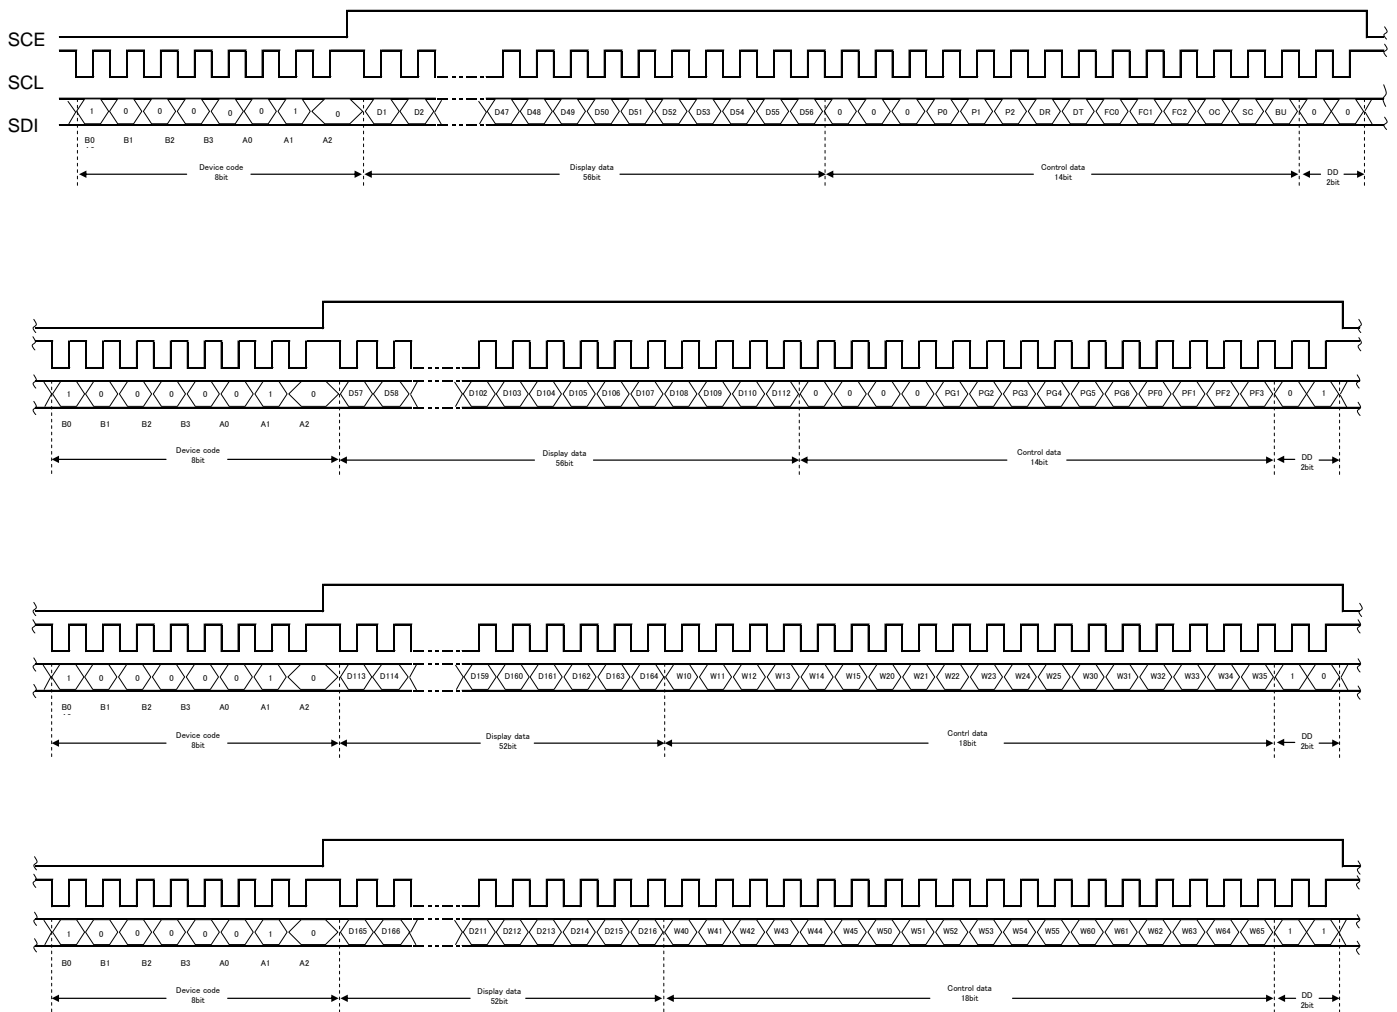 SCE
SCL
SDI
1 0 0 0 0 0 1 0 D1 D2 D47 D48 D49 D50 D51 D52 D53 D54 D55 D56 0 0 0 P0 P1 P2 DR DT FC0 FC1 FC2 OC SC BU 0 0
B0 B1 B2 B3 A0 A1 A2
Device code Display data Control data DD
8bit 56bit 14bit 2bit
1 0 0 0 0 0 1 0 D57 D58 D102 D103 D104 D105 D106 D107 D108 D109 D110 D112 0 0 0 0 PG1 PG2 PG3 PG4 PG5 PG6 PF0 PF1 PF2 PF3 0 1
B0 B1 B2 B3 A0 A1 A2
Device code Display data Control data DD
8bit 56bit 14bit 2bit
1 0 0 0 0 0 1 0 D113 D114 D159 D160 D161 D162 D163 D164 W10 W11 W12 W13 W14 W15 W20 W21 W22 W23 W24 W25 W30 W31 W32 W33 W34 W35 1 0
B0 B1 B2 B3 A0 A1 A2
Device code Display data Contrl data DD
8bit 52bit 18bit 2bit
1 0 0 0 0 0 1 0 D165 D166 D211 D212 D213 D214 D215 D216 W40 W41 W42 W43 W44 W45 W50 W51 W52 W53 W54 W55 W60 W61 W62 W63 W64 W65 1 1
B0 B1 B2 B3 A0 A1 A2
Device code Display data Control data DD
8bit 52bit 18bit 2bit